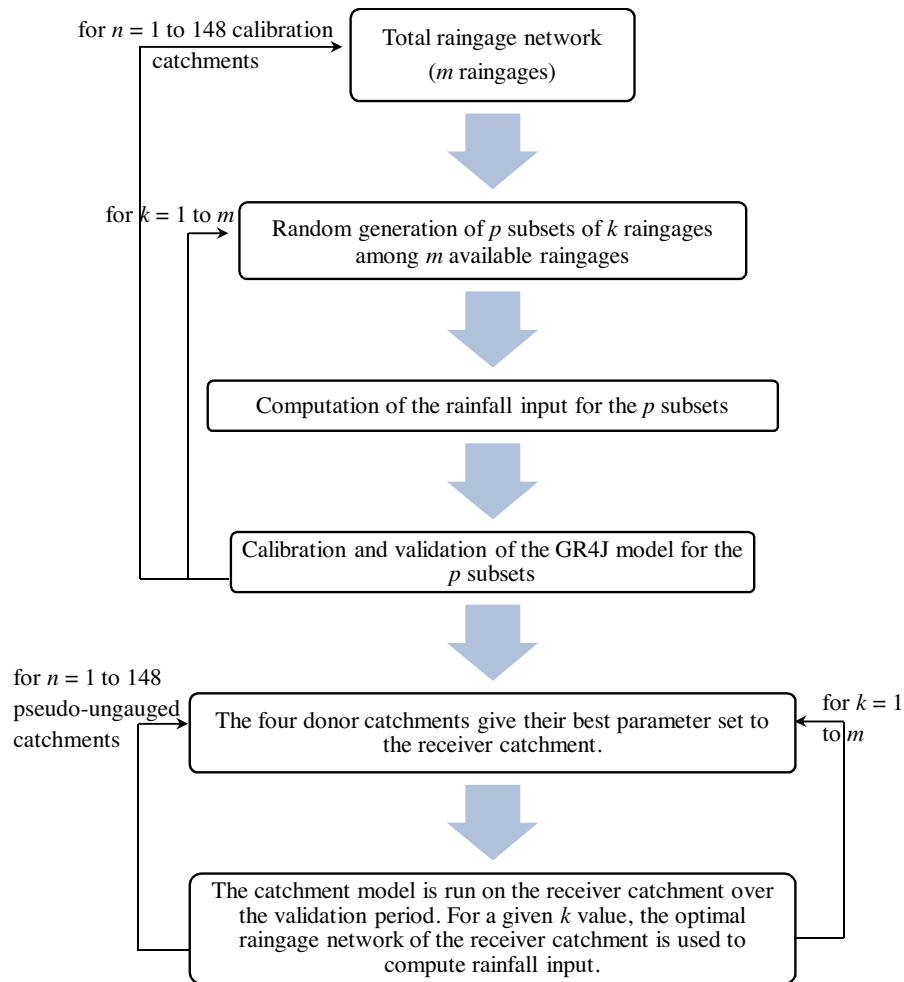 for n = 1 to 148 calibration
catchments
Total raingage network
(m raingages)
for k = 1 to m
Random generation of p subsets of k raingages
among m available raingages
Computation of the rainfall input for the p subsets
Calibration and validation of the GR4J model for the
p subsets
for n = 1 to 148
pseudo-ungauged
catchments
The four donor catchments give their best parameter set to
the receiver catchment.
for k = 1
to m
The catchment model is run on the receiver catchment over
the validation period. For a given k value, the optimal
raingage network of the receiver catchment is used to
compute rainfall input.